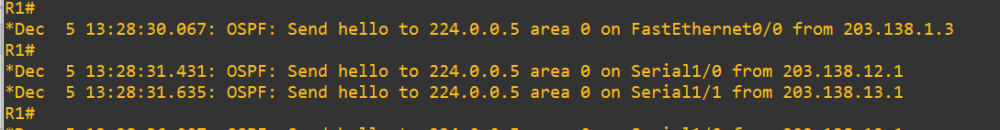 R1#
*Dec  5 13:28:30.067: OSPF: Send hello to 224.0.0.5 area 0 on FastEthernet0/0 from 203.138.1.3
R1#
*Dec  5 13:28:31.431: OSPF: Send hello to 224.0.0.5 area 0 on Serial1/0 from 203.138.12.1
*Dec  5 13:28:31.635: OSPF: Send hello to 224.0.0.5 area 0 on Serial1/1 from 203.138.13.1
R1#